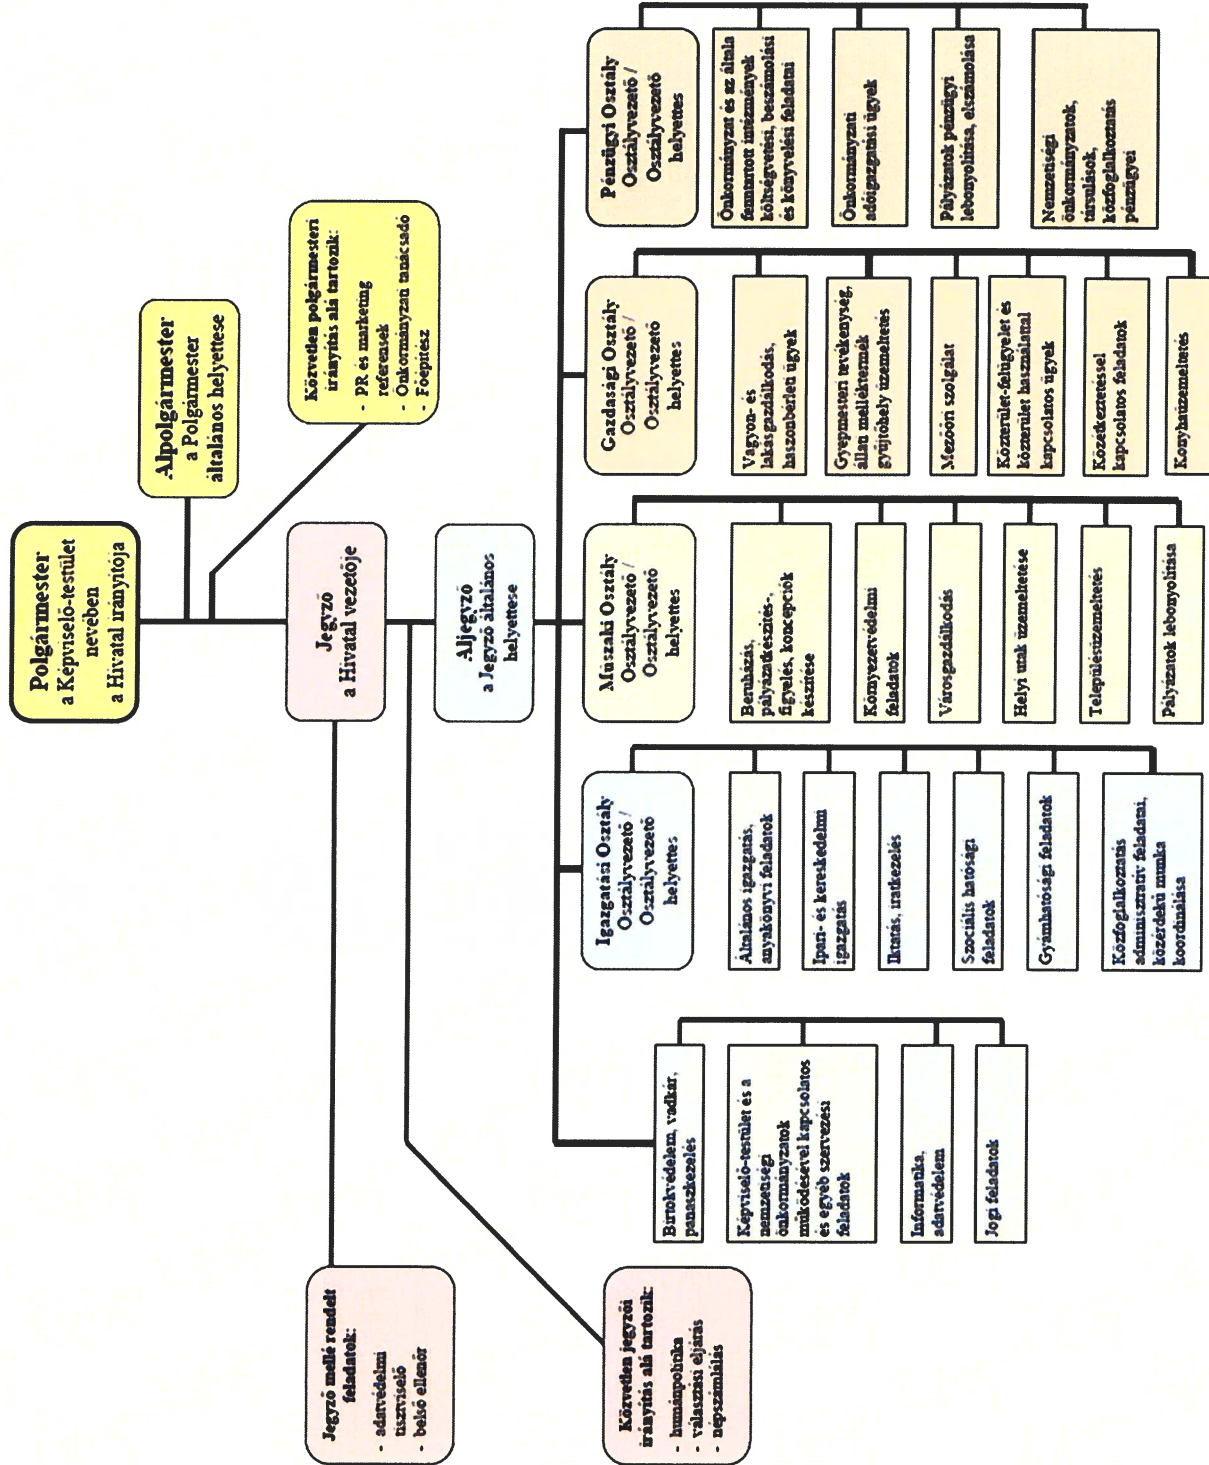 Polgármester
a Képviselő-testület
nevében
a Hivatal irányítója
Alpolgármester
a Polgármester
általános helyettese
Közvetlen polgármesteri
irányítás alá tartozik:
- PR és marketing
referensek
- Önkormányzati tanácsadó
- Főépítész
Jegyző
a Hivatal vezetője
Jegyző mellé rendelt
feladatok:
- adatvédelmi
tisztviselő
- belső ellenőr
Aljegyző
a Jegyző általános
helyettese
Közvetlen jegyzői
irányítás alá tartozik:
- humánpolitika
- választási eljárás
- népszámlálás
Birtokvédelem, vadkár,
panaszkezelés
Képviselő-testület és a
nemzetiségi
önkormányzatok
működésével kapcsolatos
és egyéb szervezési
feladatok
Informatika,
adatvédelem
Jogi feladatok
Igazgatási Osztály
Osztályvezető /
Osztályvezető
helyettes
Általános igazgatás,
anyakönyvi feladatok
Ipari- és kereskedelmi
igazgatás
Iktatás, iratkezelés
Szociális hatósági
feladatok
Gyámhatósági feladatok
Közfoglalkoztatás
adminisztratív feladatai,
közérdekű munka
koordinálása
Műszaki Osztály
Osztályvezető /
Osztályvezető
helyettes
Beruházás,
pályázatkészítés-,
figyelés, koncepciók
készítése
Környezetvédelmi
feladatok
Városgazdálkodás
Helyi utak üzemeltetése
Településüzemeltetés
Pályázatok lebonyolítása
Gazdasági Osztály
Osztályvezető /
Osztályvezető
helyettes
Vagyon- és
lakásgazdálkodás,
haszonbérleti ügyek
Gyepmesteri tevékenység,
állati melléktermék
gyűjtőhely üzemeltetés
Mezőőri szolgálat
Közterület-felügyelet és
közterület használattal
kapcsolatos ügyek
Közétkeztetéssel
kapcsolatos feladatok
Konyhaüzemeltetés
Pénzügyi Osztály
Osztályvezető /
Osztályvezető
helyettes
Önkormányzat és az általa
fenntartott intézmények
költségvetési, beszámolási
és könyvelési feladatai
Önkormányzati
adóigazgatási ügyek
Pályázatok pénzügyi
lebonyolítása, elszámolása
Nemzetiségi
önkormányzatok,
társulások,
közfoglalkoztatás
pénzügyei